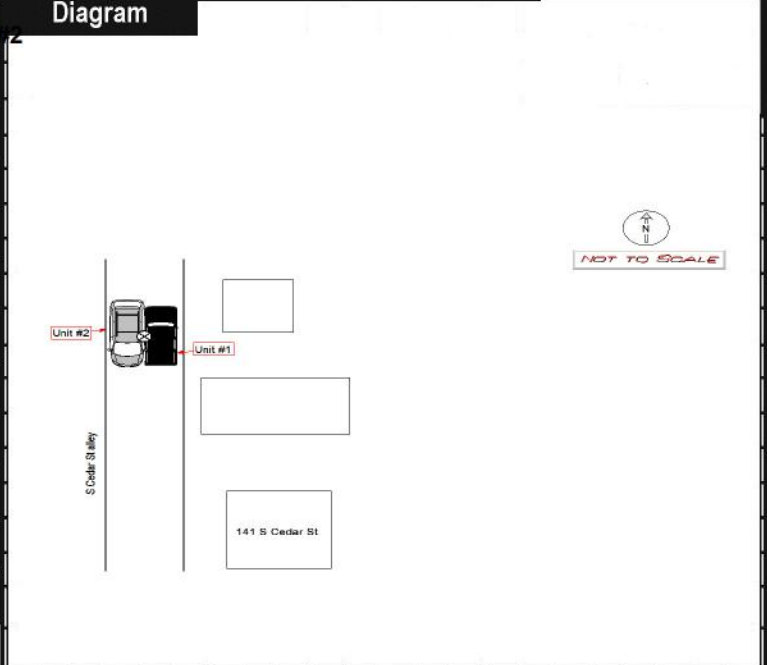 Diagram
#2
N
NOT TO SCALE
Unit #2
Unit #1
S Cedar St alley
141 S Cedar St